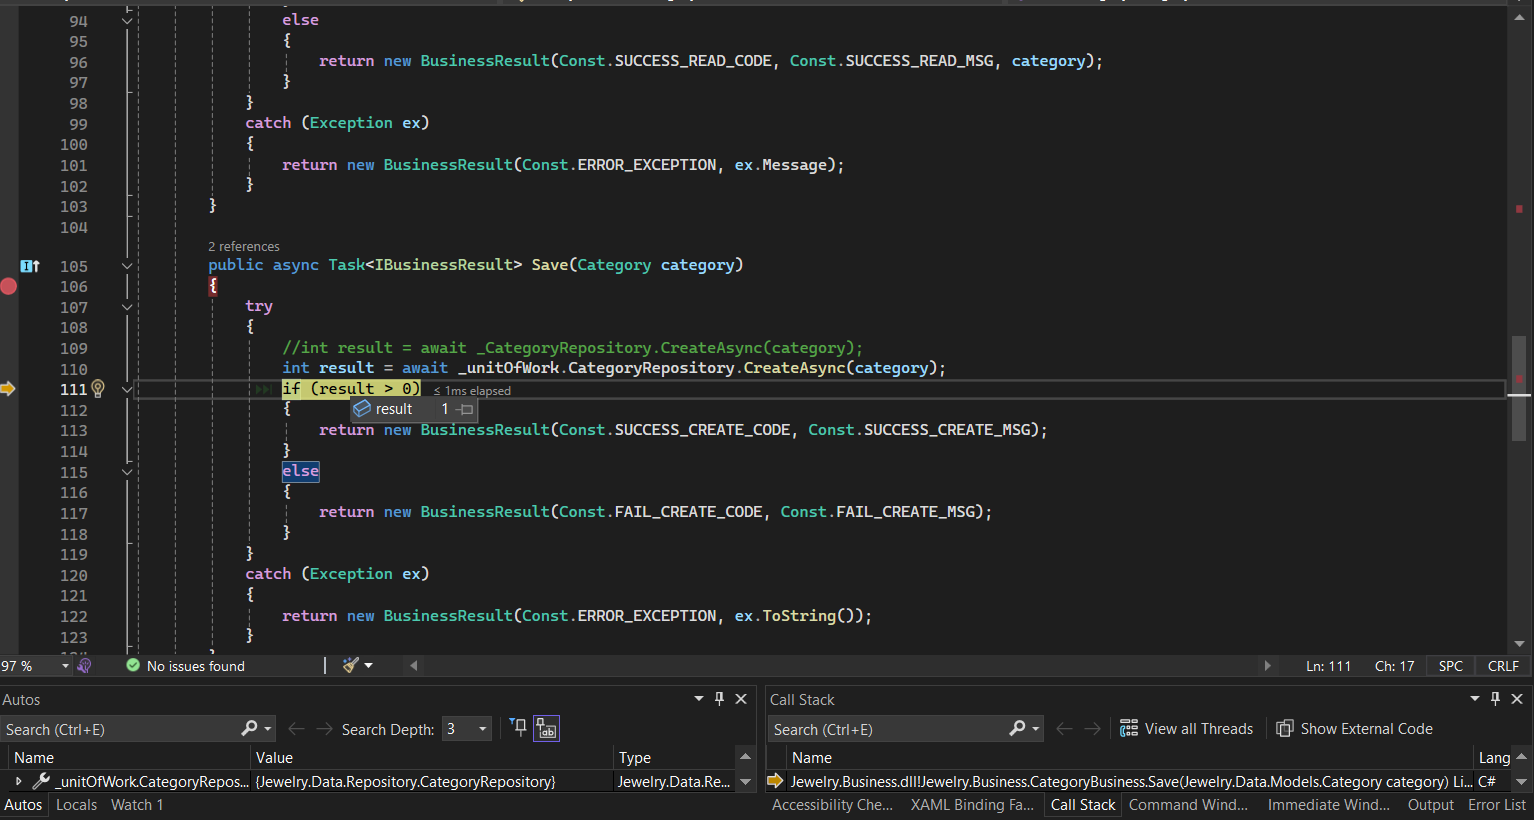 94 else
95 {
96 return new BusinessResult(Const.SUCCESS_READ_CODE, Const.SUCCESS_READ_MSG, category);
97 }
98 }
99 catch (Exception ex)
100 {
101 return new BusinessResult(Const.ERROR_EXCEPTION, ex.Message);
102 }
103 }
104
2 references
105 public async Task<IBusinessResult> Save(Category category)
106 {
107 try
108 {
109 //int result = await _CategoryRepository.CreateAsync(category);
110 int result = await _unitOfWork.CategoryRepository.CreateAsync(category);
111 if (result > 0) ≤ 1ms elapsed
result 1
112 {
113 return new BusinessResult(Const.SUCCESS_CREATE_CODE, Const.SUCCESS_CREATE_MSG);
114 }
115 else
116 {
117 return new BusinessResult(Const.FAIL_CREATE_CODE, Const.FAIL_CREATE_MSG);
118 }
119 }
120 catch (Exception ex)
121 {
122 return new BusinessResult(Const.ERROR_EXCEPTION, ex.ToString());
123 }
97 % No issues found Ln: 111 Ch: 17 SPC CRLF
Autos
Search (Ctrl+E) Search Depth: 3
Name Value Type
_unitOfWork.CategoryRepos... {Jewelry.Data.Repository.CategoryRepository} Jewelry.Data.Re...
Autos Locals Watch 1
Call Stack
Search (Ctrl+E) View all Threads Show External Code
Name Lang
Jewelry.Business.dll!Jewelry.Business.CategoryBusiness.Save(Jewelry.Data.Models.Category category) Li... C#
Accessibility Che... XAML Binding Fa... Call Stack Command Wind... Immediate Wind... Output Error List